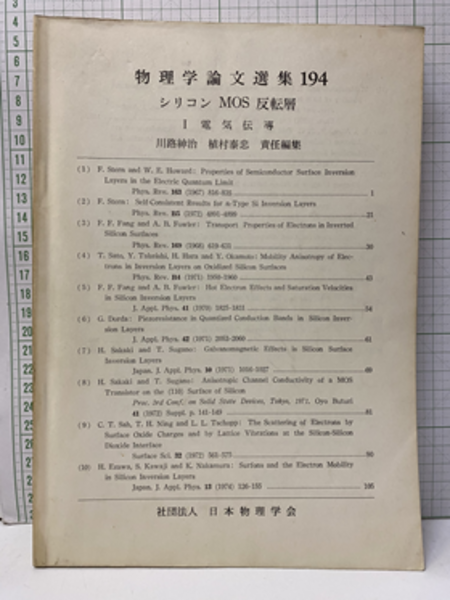 物理学論文選集 194
シリコン MOS 反転層
I 電気伝導
川路紳治 植村泰忠 責任編集
(1) F. Stern and W. E. Howard: Properties of Semiconductor Surface Inversion
Layers in the Electric Quantum Limit
Phys. Rev. 163 (1967) 816-835 1
(2) F. Stern: Self-Consistent Results for n-Type Si Inversion Layers
Phys. Rev. B5 (1972) 4891-4899 21
(3) F. F. Fang and A. B. Fowler: Transport Properties of Electrons in Inverted
Silicon Surfaces
Phys. Rev. 169 (1968) 619-631 30
(4) T. Sato, Y. Takeishi, H. Hara and Y. Okamoto: Mobility Anisotropy of Elec-
trons in Inversion Layers on Oxidized Silicon Surfaces
Phys. Rev. B4 (1971) 1950-1960 43
(5) F. F. Fang and A. B. Fowler: Hot Electron Effects and Saturation Velocities
in Silicon Inversion Layers
J. Appl. Phys. 41 (1970) 1825-1831 54
(6) G. Dorda: Piezoresistance in Quantized Conduction Bands in Silicon Inver-
sion Layers
J. Appl. Phys. 42 (1971) 2053-2060 61
(7) H. Sakaki and T. Sugano: Galvanomagnetic Effects in Silicon Surface
Inversion Layers
Japan. J. Appl. Phys. 10 (1971) 1016-1027 69
(8) H. Sakaki and T. Sugano: Anisotropic Channel Conductivity of a MOS
Transistor on the (110) Surface of Silicon
Proc. 3rd Conf. on Solid State Devices, Tokyo, 1971, Oyo Buturi
41 (1972) Suppl. p. 141-149 81
(9) C. T. Sah, T. H. Ning and L. L. Tschopp: The Scattering of Electrons by
Surface Oxide Charges and by Lattice Vibrations at the Silicon-Silicon
Dioxide Interface
Surface Sci. 32 (1972) 561-575 90
(10) H. Ezawa, S. Kawaji and K. Nakamura: Surfons and the Electron Mobility
in Silicon Inversion Layers
Japan. J. Appl. Phys. 13 (1974) 126-155 105
社団法人 日本物理学会